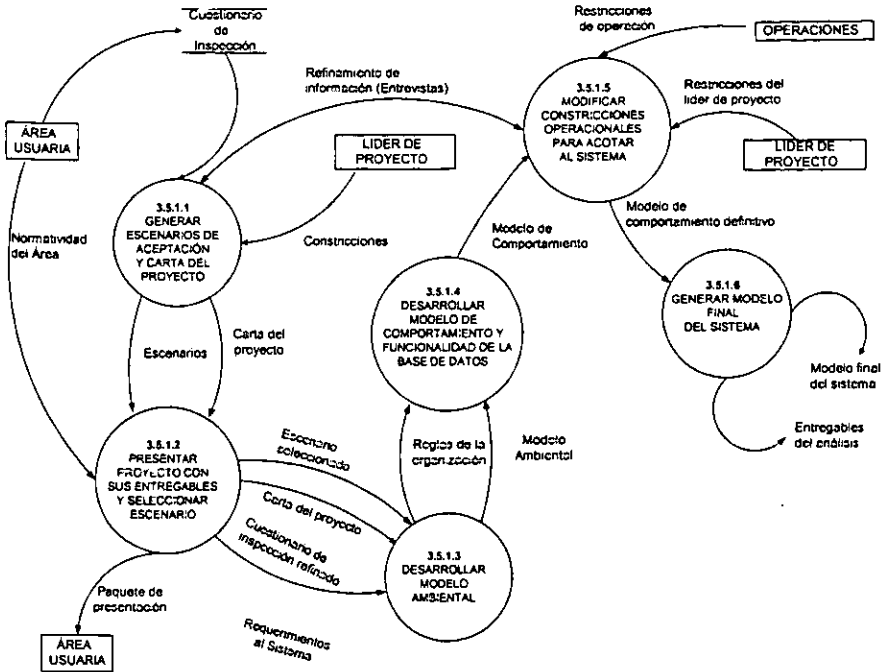 Cuestionario
de
Inspección
Restricciones
de operación
OPERACIONES
Refinamiento de
información (Entrevistas)
3.5.1.5
MODIFICAR
CONSTRICCIONES
OPERACIONALES
PARA ACOTAR
AL SISTEMA
Restricciones del
lider de proyecto
ÁREA
USUARIA
LIDER DE
PROYECTO
LIDER DE
PROYECTO
3.5.1.1
GENERAR
ESCENARIOS DE
ACEPTACIÓN
Y CARTA DEL
PROYECTO
Normatividad
del Área
Constricciones
Modelo de
Comportamiento
Modelo de
comportamiento definitivo
3.5.1.4
DESARROLLAR
MODELO DE
COMPORTAMIENTO Y
FUNCIONALIDAD DE LA
BASE DE DATOS
3.5.1.6
GENERAR MODELO
FINAL
DEL SISTEMA
Escenarios
Carta del
proyecto
Modelo final
del sistema
Entregables
del análisis
3.5.1.2
PRESENTAR
PROYECTO CON
SUS ENTREGABLES
Y SELECCIONAR
ESCENARIO
Escenario
seleccionado
Reglas de la
organización
Modelo
Ambiental
Carta del proyecto
Cuestionario de
inspección refinado
3.5.1.3
DESARROLLAR
MODELO
AMBIENTAL
Paquete de
presentación
Requerimientos
al Sistema
ÁREA
USUARIA